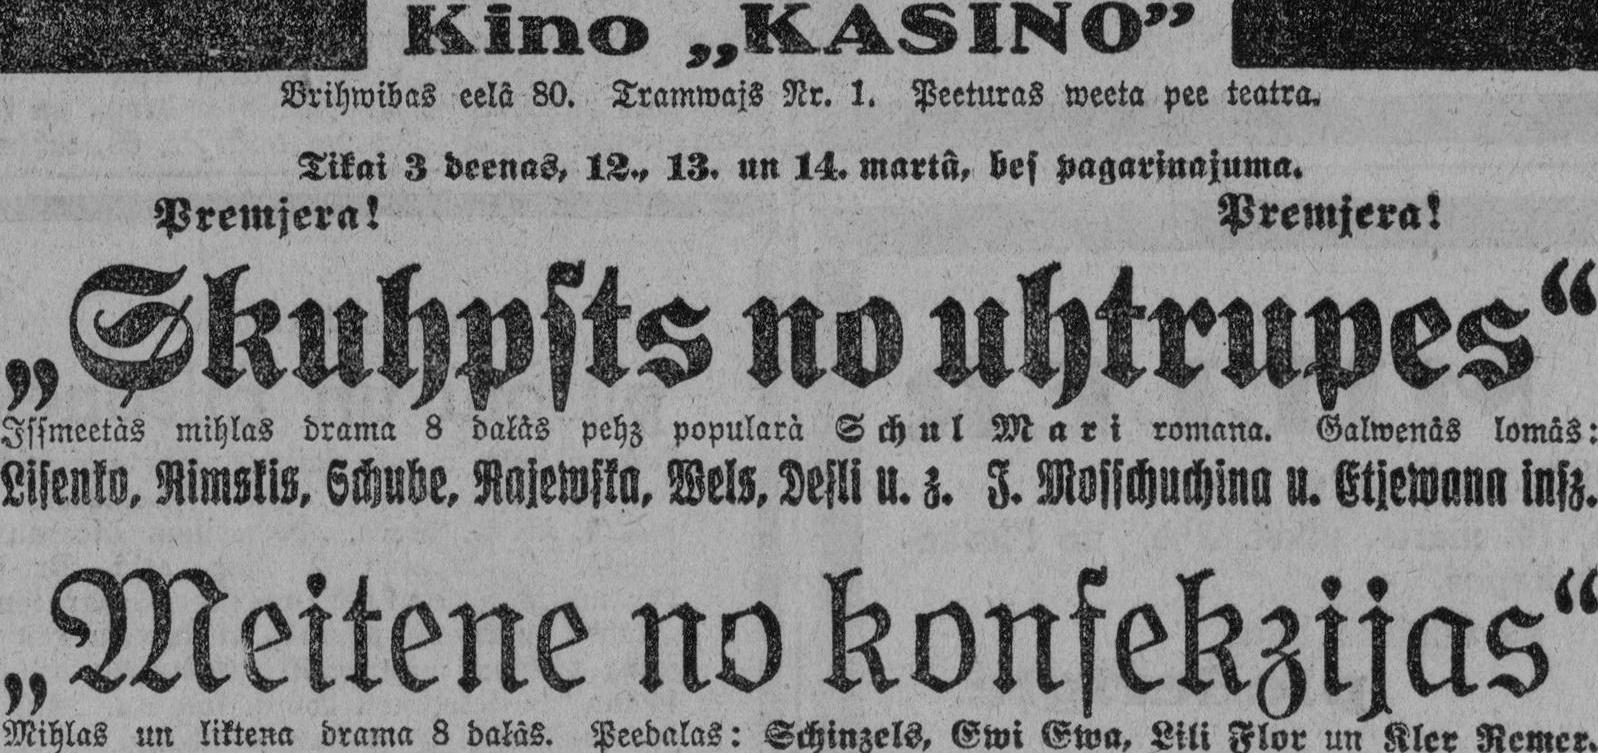 Kino „KASINO”
Brihwibas eelâ 80. Tramwajs Nr. 1. Peeturas weeta pee teatra.
Tikai 3 deenas, 12., 13. un 14. martâ, beſ pagarinajuma.
Premjera! Premjera!
„Skuhpſts no uhtrupes“
Iſſmeetàs mihlas drama 8 daļâs pehz popularà Schul Mari romana. Galwenâs lomâs:
Liſenko, Rimskis, Schube, Rajewſka, Wels, Deſli u. z. J. Moſſchuchina u. Etjewana inſz.
„Meitene no konfekzijas“
Mihlas un liktena drama 8 daļâs. Peedalas: Schinzels, Ewi Ewa, Lili Flor un Kler Remer.